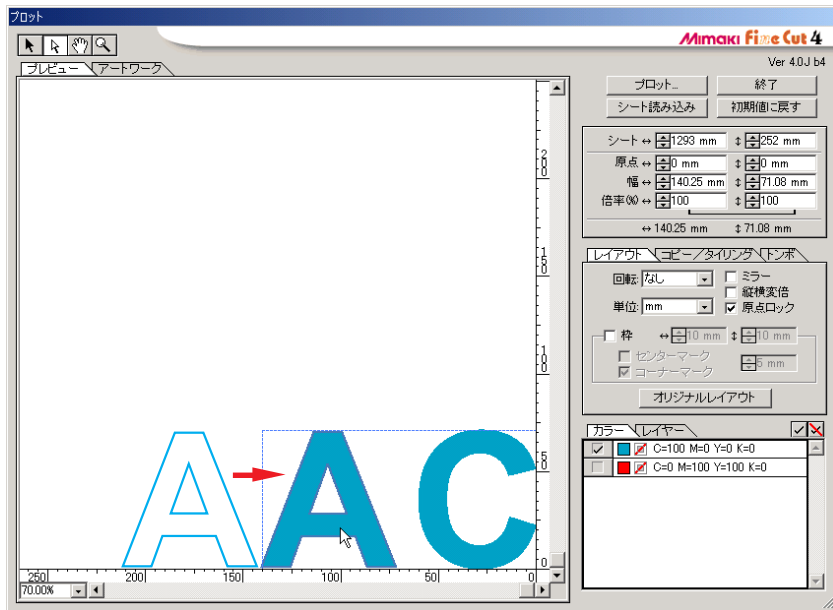 プロット
MIMAKI Fine Cut 4
Ver 4.0J b4
プレビュー アートワーク
プロット... 終了
シート読み込み 初期値に戻す
シート ↔ 1293 mm ↕ 252 mm
原点 ↔ 0 mm ↕ 0 mm
幅 ↔ 140.25 mm ↕ 71.08 mm
倍率(%) ↔ 100 ↕ 100
↔ 140.25 mm ↕ 71.08 mm
レイアウト コピー/タイリング トンボ
回転: なし ミラー
縦横変倍
単位: mm 原点ロック
枠 ↔ 10 mm ↕ 10 mm
センターマーク
5 mm
コーナーマーク
オリジナルレイアウト
カラー レイヤー
C=100 M=0 Y=0 K=0
C=0 M=100 Y=100 K=0
200
150
100
50
0
A A C
250 200 150 100 50 0
70.00%